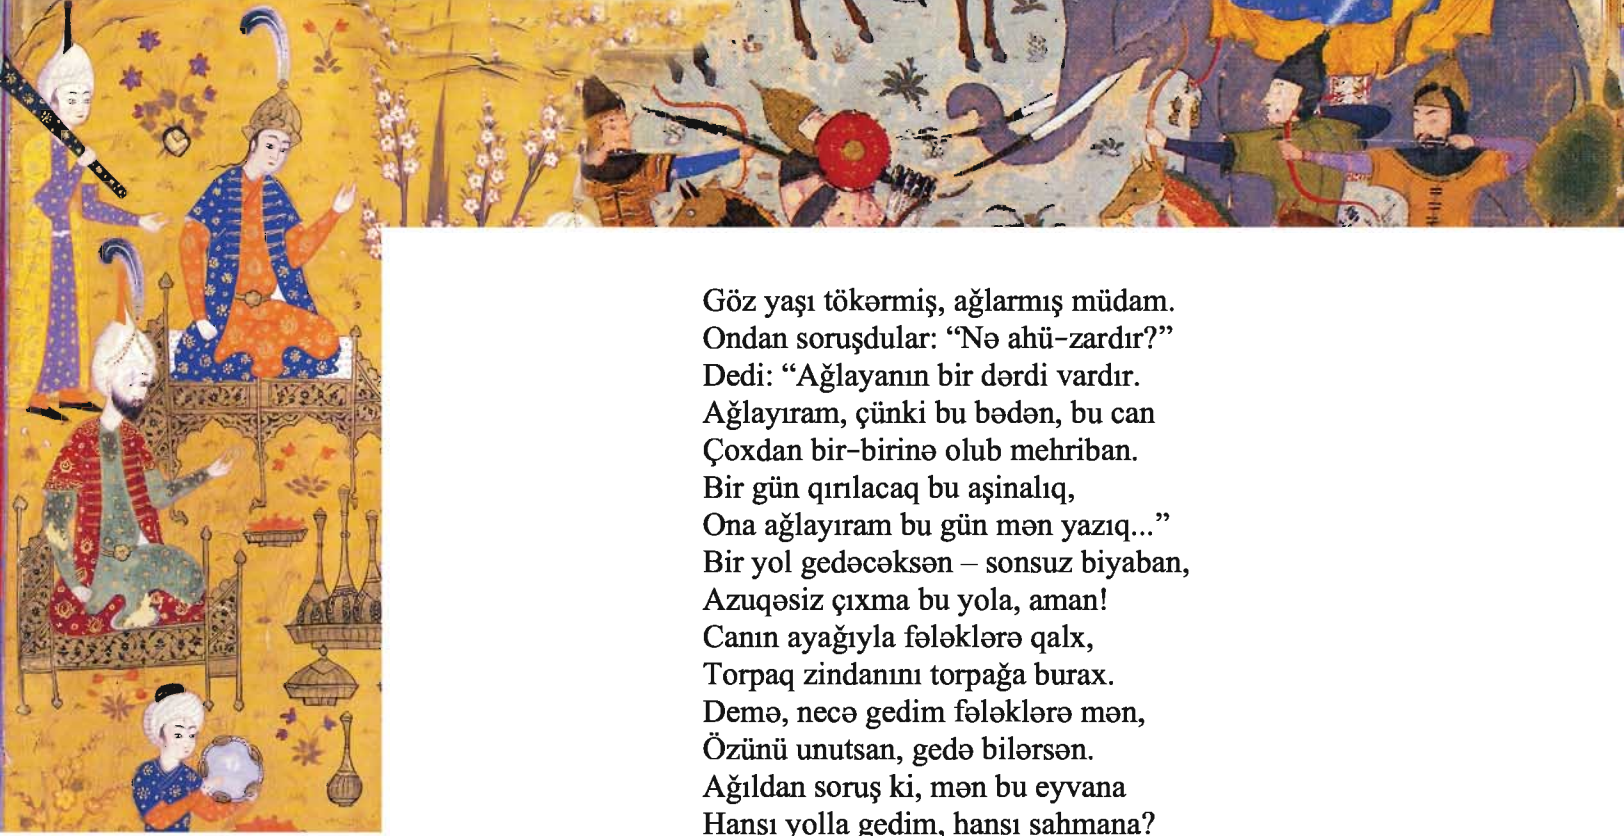 Göz yaşı tökərmiş, ağlarmış müdam.
Ondan soruşdular: “Nə ahü-zardır?”
Dedi: “Ağlayanın bir dərdi vardır.
Ağlayıram, çünki bu bədən, bu can
Çoxdan bir-birinə olub mehriban.
Bir gün qırılacaq bu aşinalıq,
Ona ağlayıram bu gün mən yazıq...”
Bir yol gedəcəksən – sonsuz biyaban,
Azuqəsiz çıxma bu yola, aman!
Canın ayağıyla fələklərə qalx,
Torpaq zindanını torpağa burax.
Demə, necə gedim fələklərə mən,
Özünü unutsan, gedə bilərsən.
Ağıldan soruş ki, mən bu eyvana
Hansı yolla gedim, hansı sahmana?